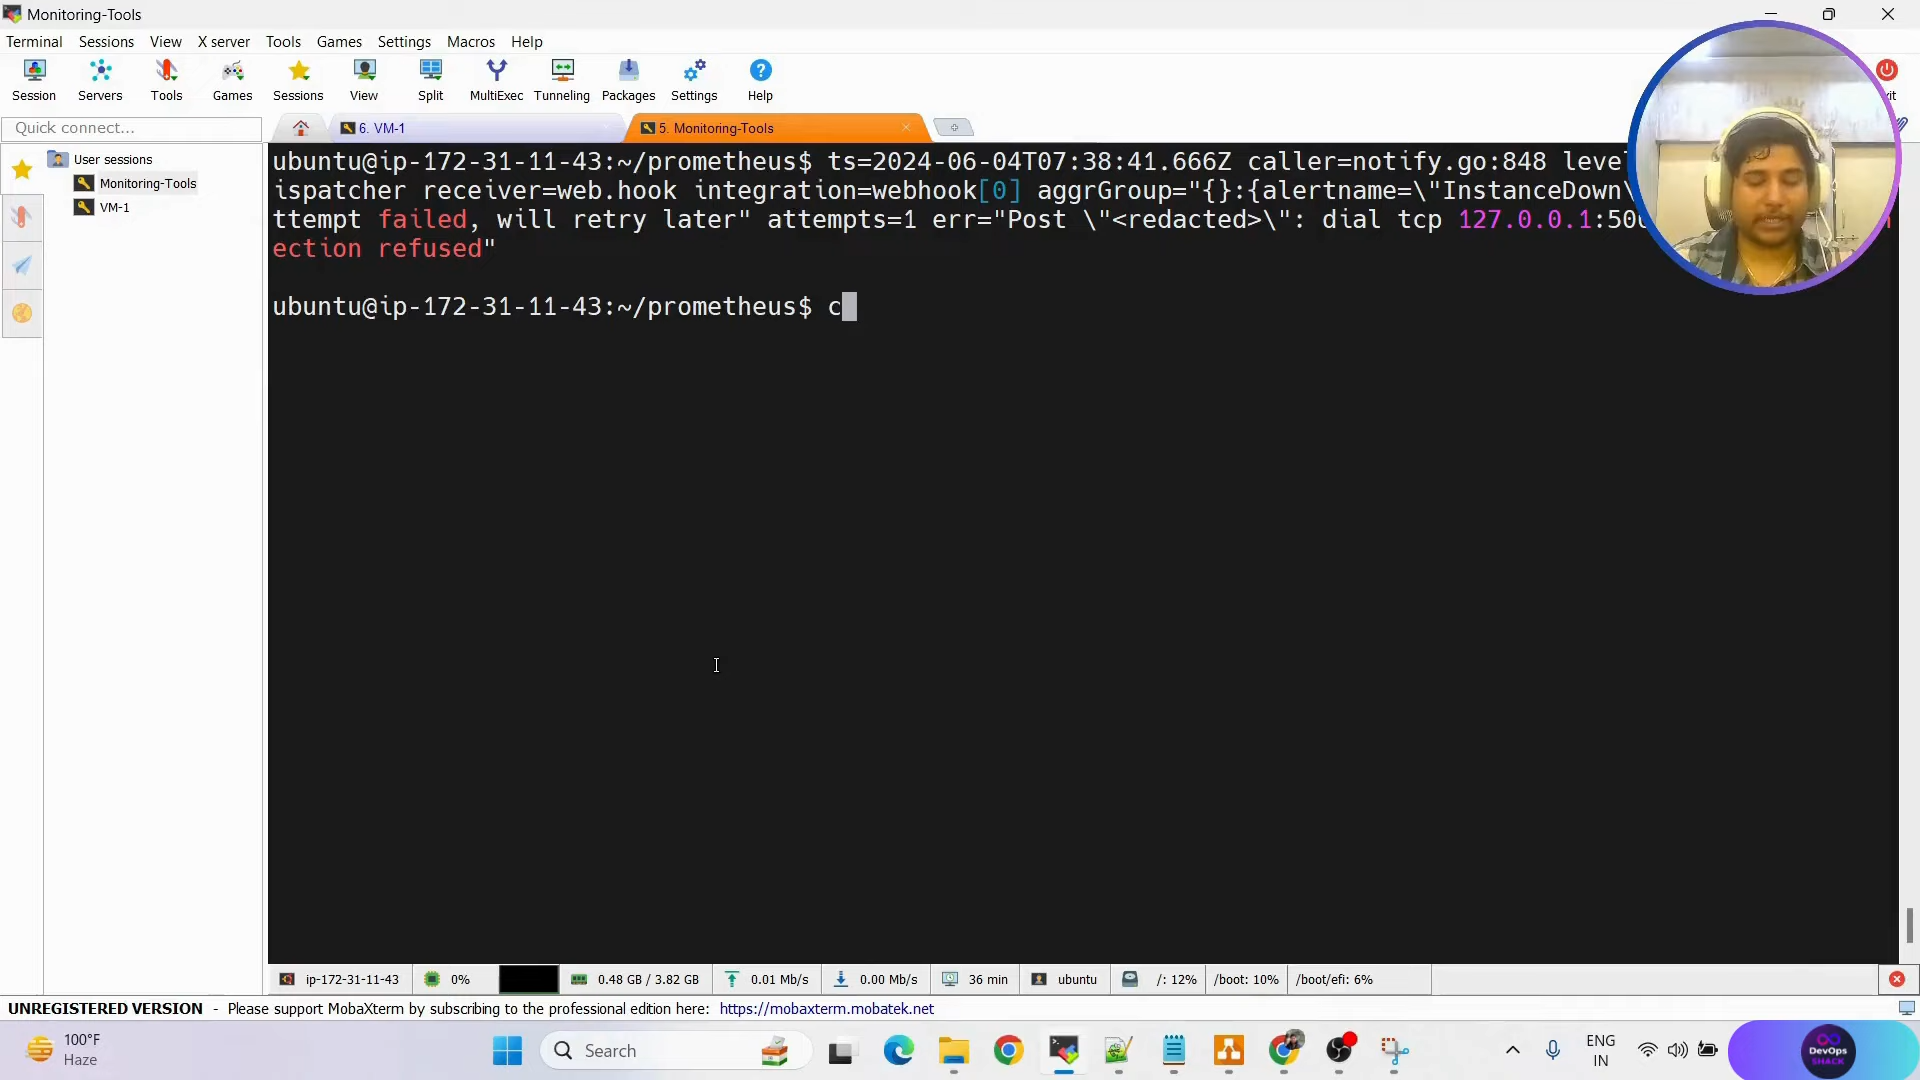 Monitoring-Tools
Terminal Sessions View X server Tools Games Settings Macros Help
Session Servers Tools Games Sessions View Split MultiExec Tunneling Packages Settings Help
Quick connect... 6. VM-1 5. Monitoring-Tools
User sessions
Monitoring-Tools
VM-1
ubuntu@ip-172-31-11-43:~/prometheus$ ts=2024-06-04T07:38:41.666Z caller=notify.go:848
ispatcher receiver=web.hook integration=webhook[0] aggrGroup="{}:{alertname=\"InstanceDown\
ttempt failed, will retry later" attempts=1 err="Post \"<redacted>\": dial tcp 127.0.0.1:
ection refused"
ubuntu@ip-172-31-11-43:~/prometheus$ c
ip-172-31-11-43 0% 0.48 GB / 3.82 GB 0.01 Mb/s 0.00 Mb/s 36 min ubuntu /: 12% /boot: 10% /boot/efi: 6%
UNREGISTERED VERSION - Please support MobaXterm by subscribing to the professional edition here: https://mobaxterm.mobatek.net
100°F
Haze
Search
ENG
IN
DevOps
SHACK